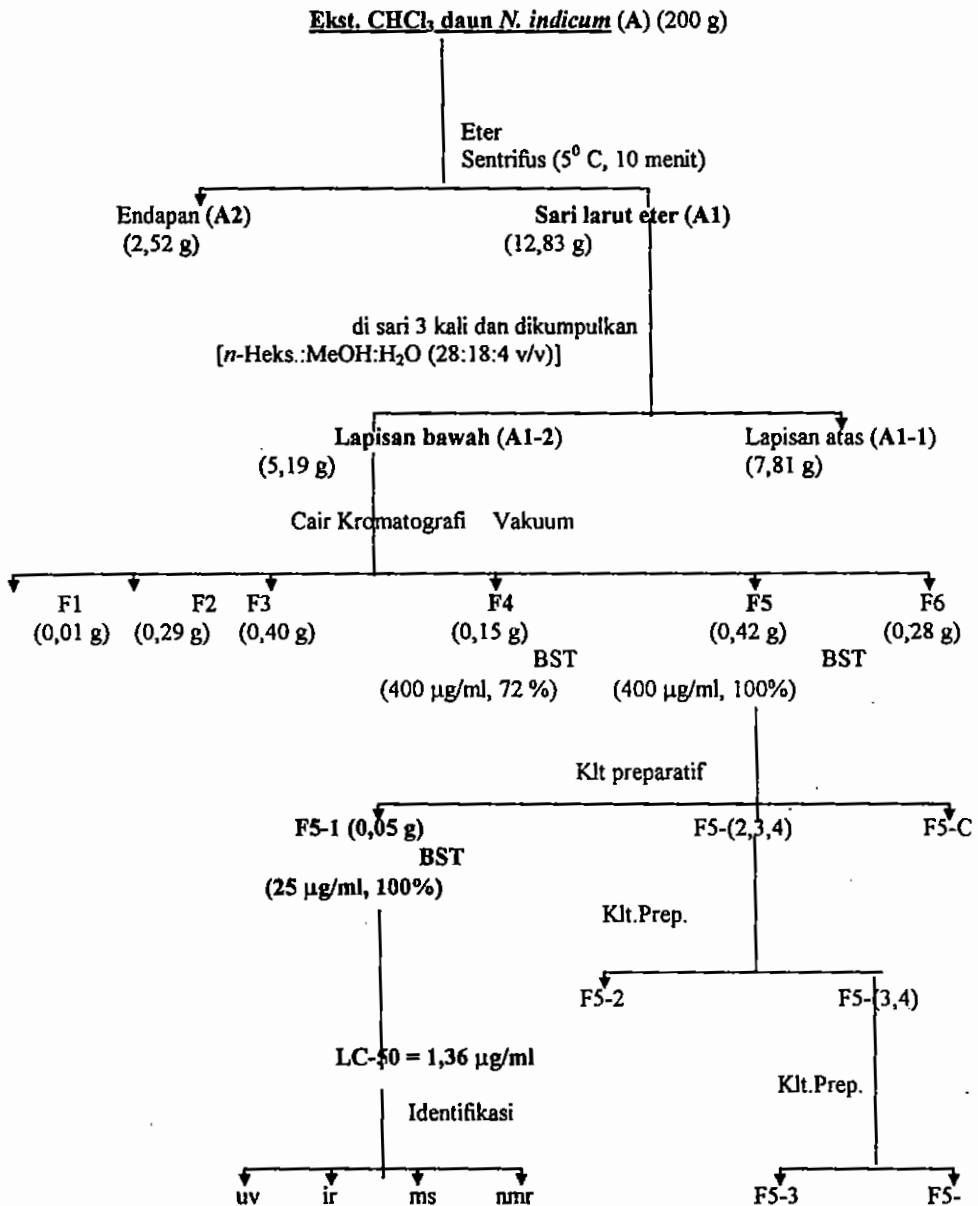 Ekst. CHCl₃ daun N. indicum (A) (200 g)
Eter
Sentrifus (5⁰ C, 10 menit)
Endapan (A2)
(2,52 g)
Sari larut eter (A1)
(12,83 g)
di sari 3 kali dan dikumpulkan
[n-Heks.:MeOH:H₂O (28:18:4 v/v)]
Lapisan bawah (A1-2)
(5,19 g)
Lapisan atas (A1-1)
(7,81 g)
Cair Kromatografi Vakuum
F1 F2 F3 F4 F5 F6
(0,01 g) (0,29 g) (0,40 g) (0,15 g) (0,42 g) (0,28 g)
BST BST
(400 µg/ml, 72 %) (400 µg/ml, 100%)
Klt preparatif
F5-1 (0,05 g) F5-(2,3,4) F5-C
BST
(25 µg/ml, 100%)
Klt.Prep.
F5-2 F5-(3,4)
LC-50 = 1,36 µg/ml
Klt.Prep.
Identifikasi
uv ir ms nmr F5-3 F5-